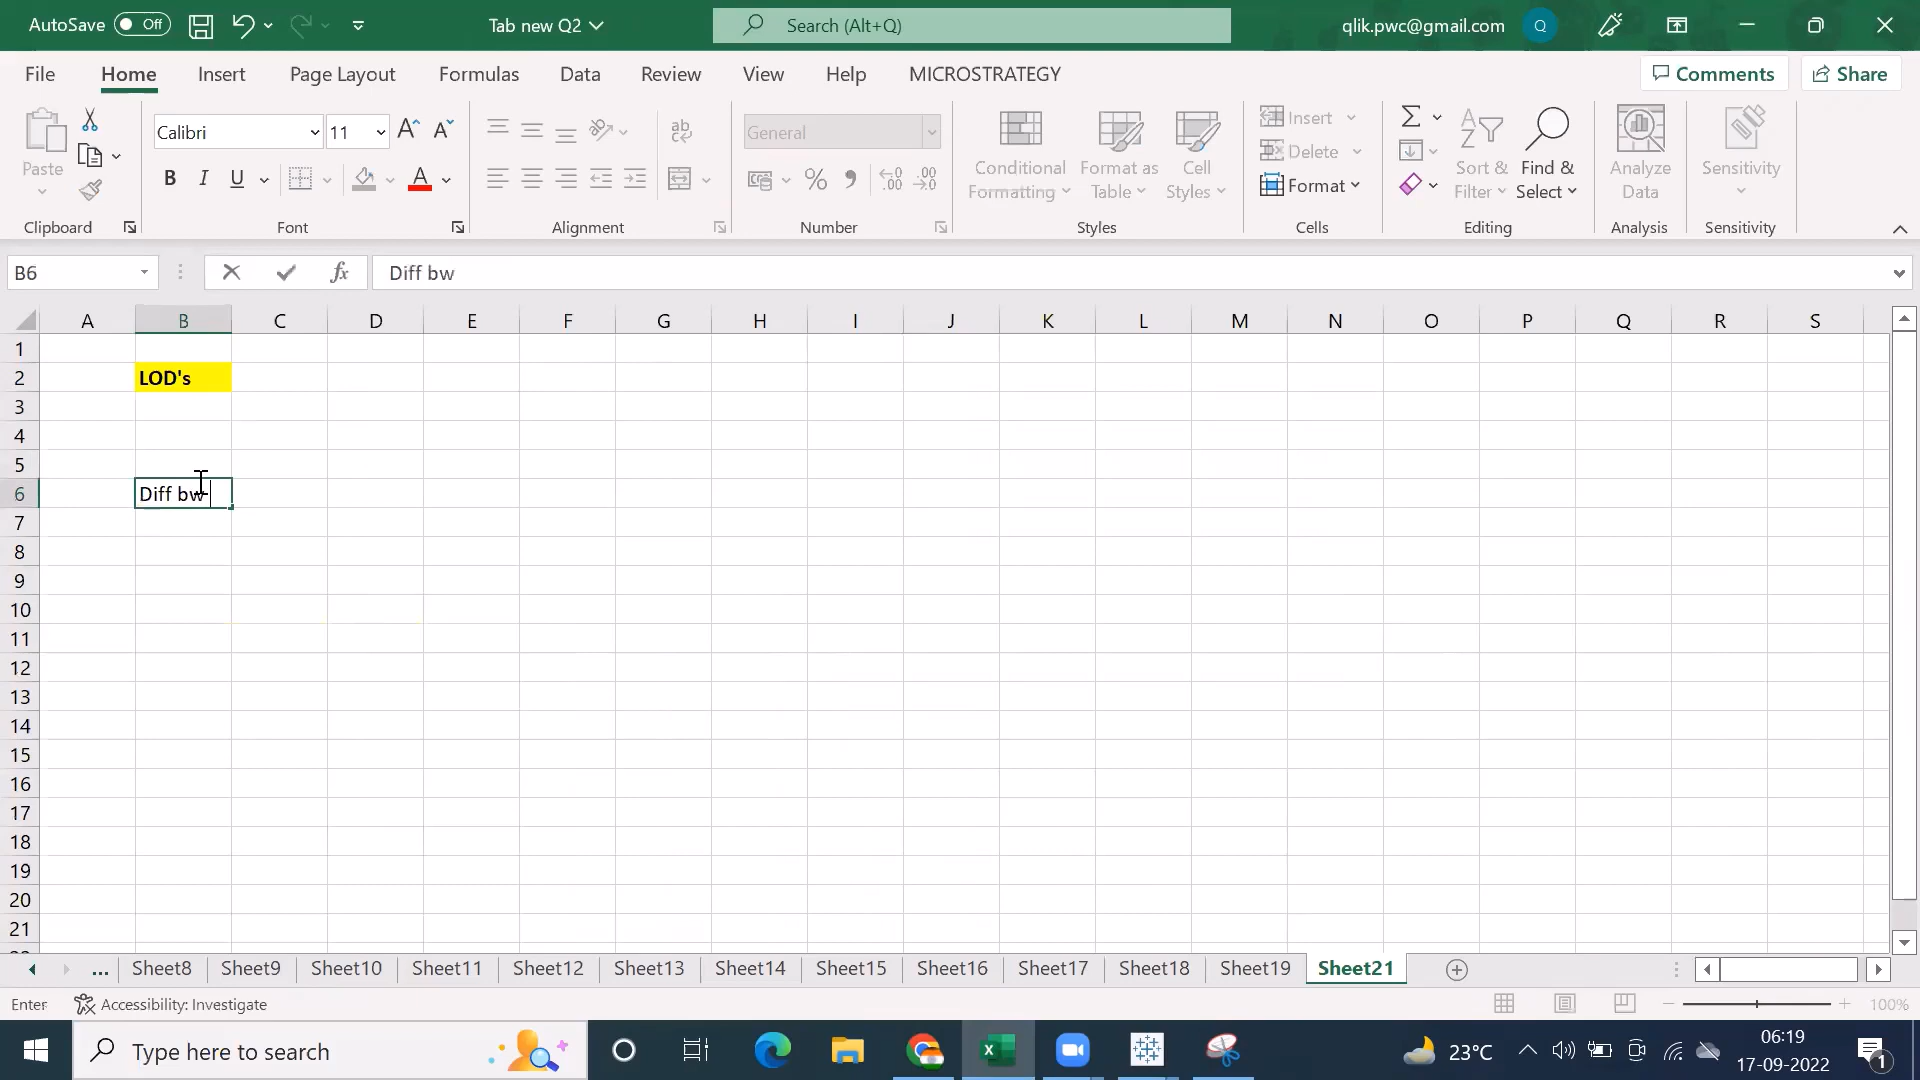 AutoSave Off Tab new Q2 Search (Alt+Q) qlik.pwc@gmail.com Q
File Home Insert Page Layout Formulas Data Review View Help MICROSTRATEGY Comments Share
Calibri 11 ab General Insert
Paste Conditional Format as Cell Delete Sort & Find & Analyze Sensitivity
B I U A % Formatting Table Styles Format Filter Select Data
Clipboard Font Alignment Number Styles Cells Editing Analysis Sensitivity
B6 fx Diff bw
A B C D E F G H I J K L M N O P Q R S
1
2 LOD's
3
4
5
6 Diff bw
7
8
9
10
11
12
13
14
15
16
17
18
19
20
21
... Sheet8 Sheet9 Sheet10 Sheet11 Sheet12 Sheet13 Sheet14 Sheet15 Sheet16 Sheet17 Sheet18 Sheet19 Sheet21
Enter Accessibility: Investigate 100%
Type here to search 23°C 06:19
17-09-2022 1